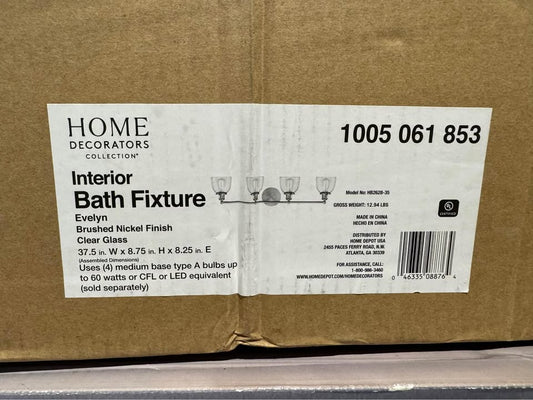 HOME
DECORATORS
COLLECTION®
1005 061 853
Interior
Bath Fixture
Evelyn
Brushed Nickel Finish
Clear Glass
37.5 in. W x 8.75 in. H x 8.25 in. E
(Assembled Dimensions)
Uses (4) medium base type A bulbs up
to 60 watts or CFL or LED equivalent
(sold separately)
Model No: HB2628-35
GROSS WEIGHT: 12.94 LBS
MADE IN CHINA
HECHO EN CHINA
DISTRIBUTED BY
HOME DEPOT USA
2455 PACES FERRY ROAD, N.W.
ATLANTA, GA 30339
FOR ASSISTANCE, CALL:
1-800-986-3460
WWW.HOMEDEPOT.COM/HOMEDECORATORS
UL
CERTIFIED
0 46335 08876 4